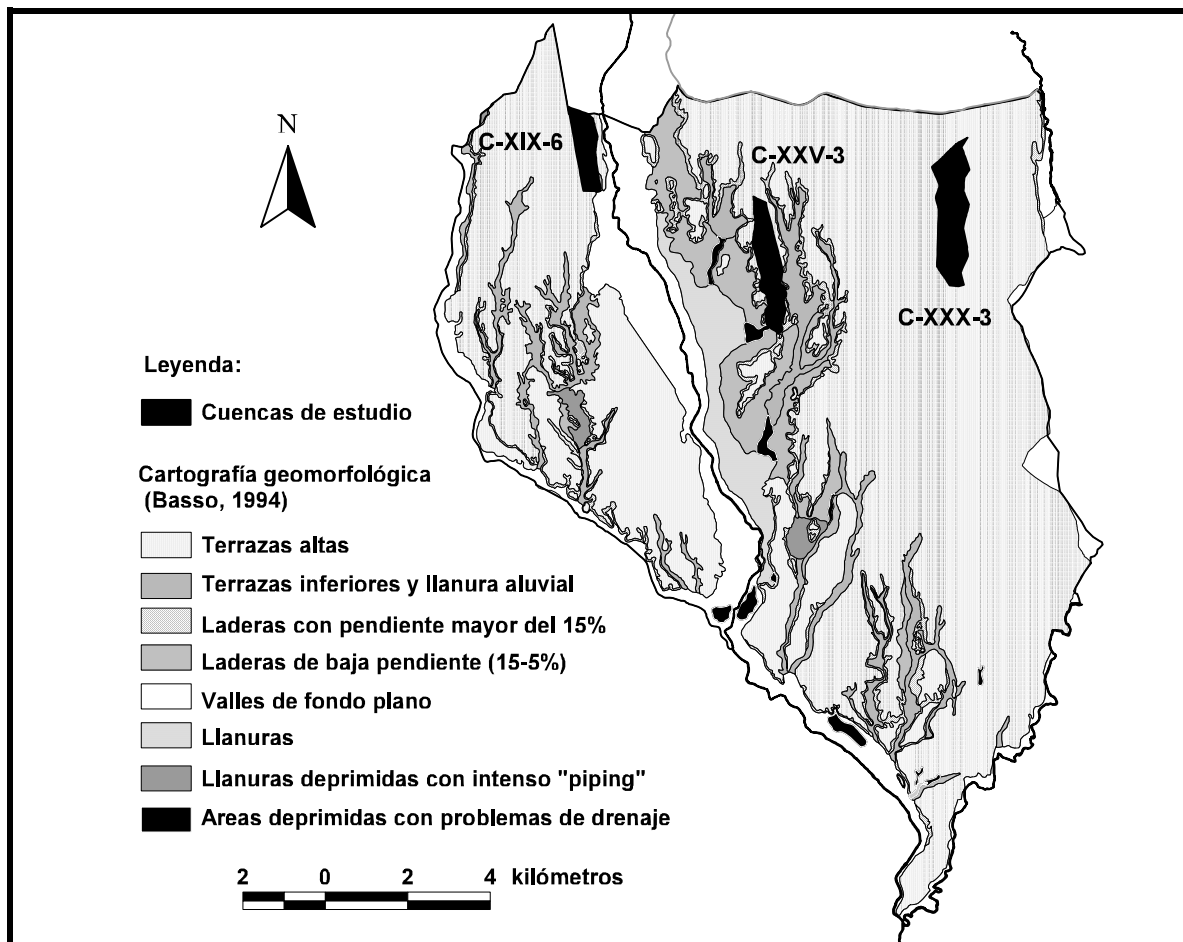 N
C-XIX-6
C-XXV-3
C-XXX-3
Leyenda:
Cuencas de estudio
Cartografía geomorfológica
(Basso, 1994)
Terrazas altas
Terrazas inferiores y llanura aluvial
Laderas con pendiente mayor del 15%
Laderas de baja pendiente (15-5%)
Valles de fondo plano
Llanuras
Llanuras deprimidas con intenso "piping"
Areas deprimidas con problemas de drenaje
2 0 2 4 kilómetros